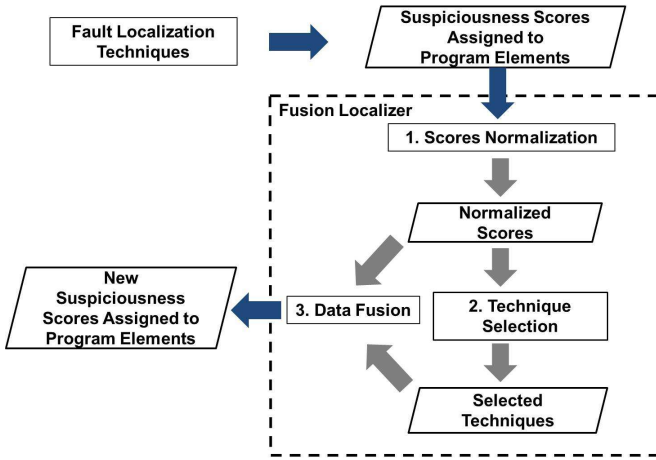 Fault Localization
Techniques
Suspiciousness Scores
Assigned to
Program Elements
Fusion Localizer
1. Scores Normalization
Normalized
Scores
New
Suspiciousness
Scores Assigned to
Program Elements
3. Data Fusion
2. Technique
Selection
Selected
Techniques